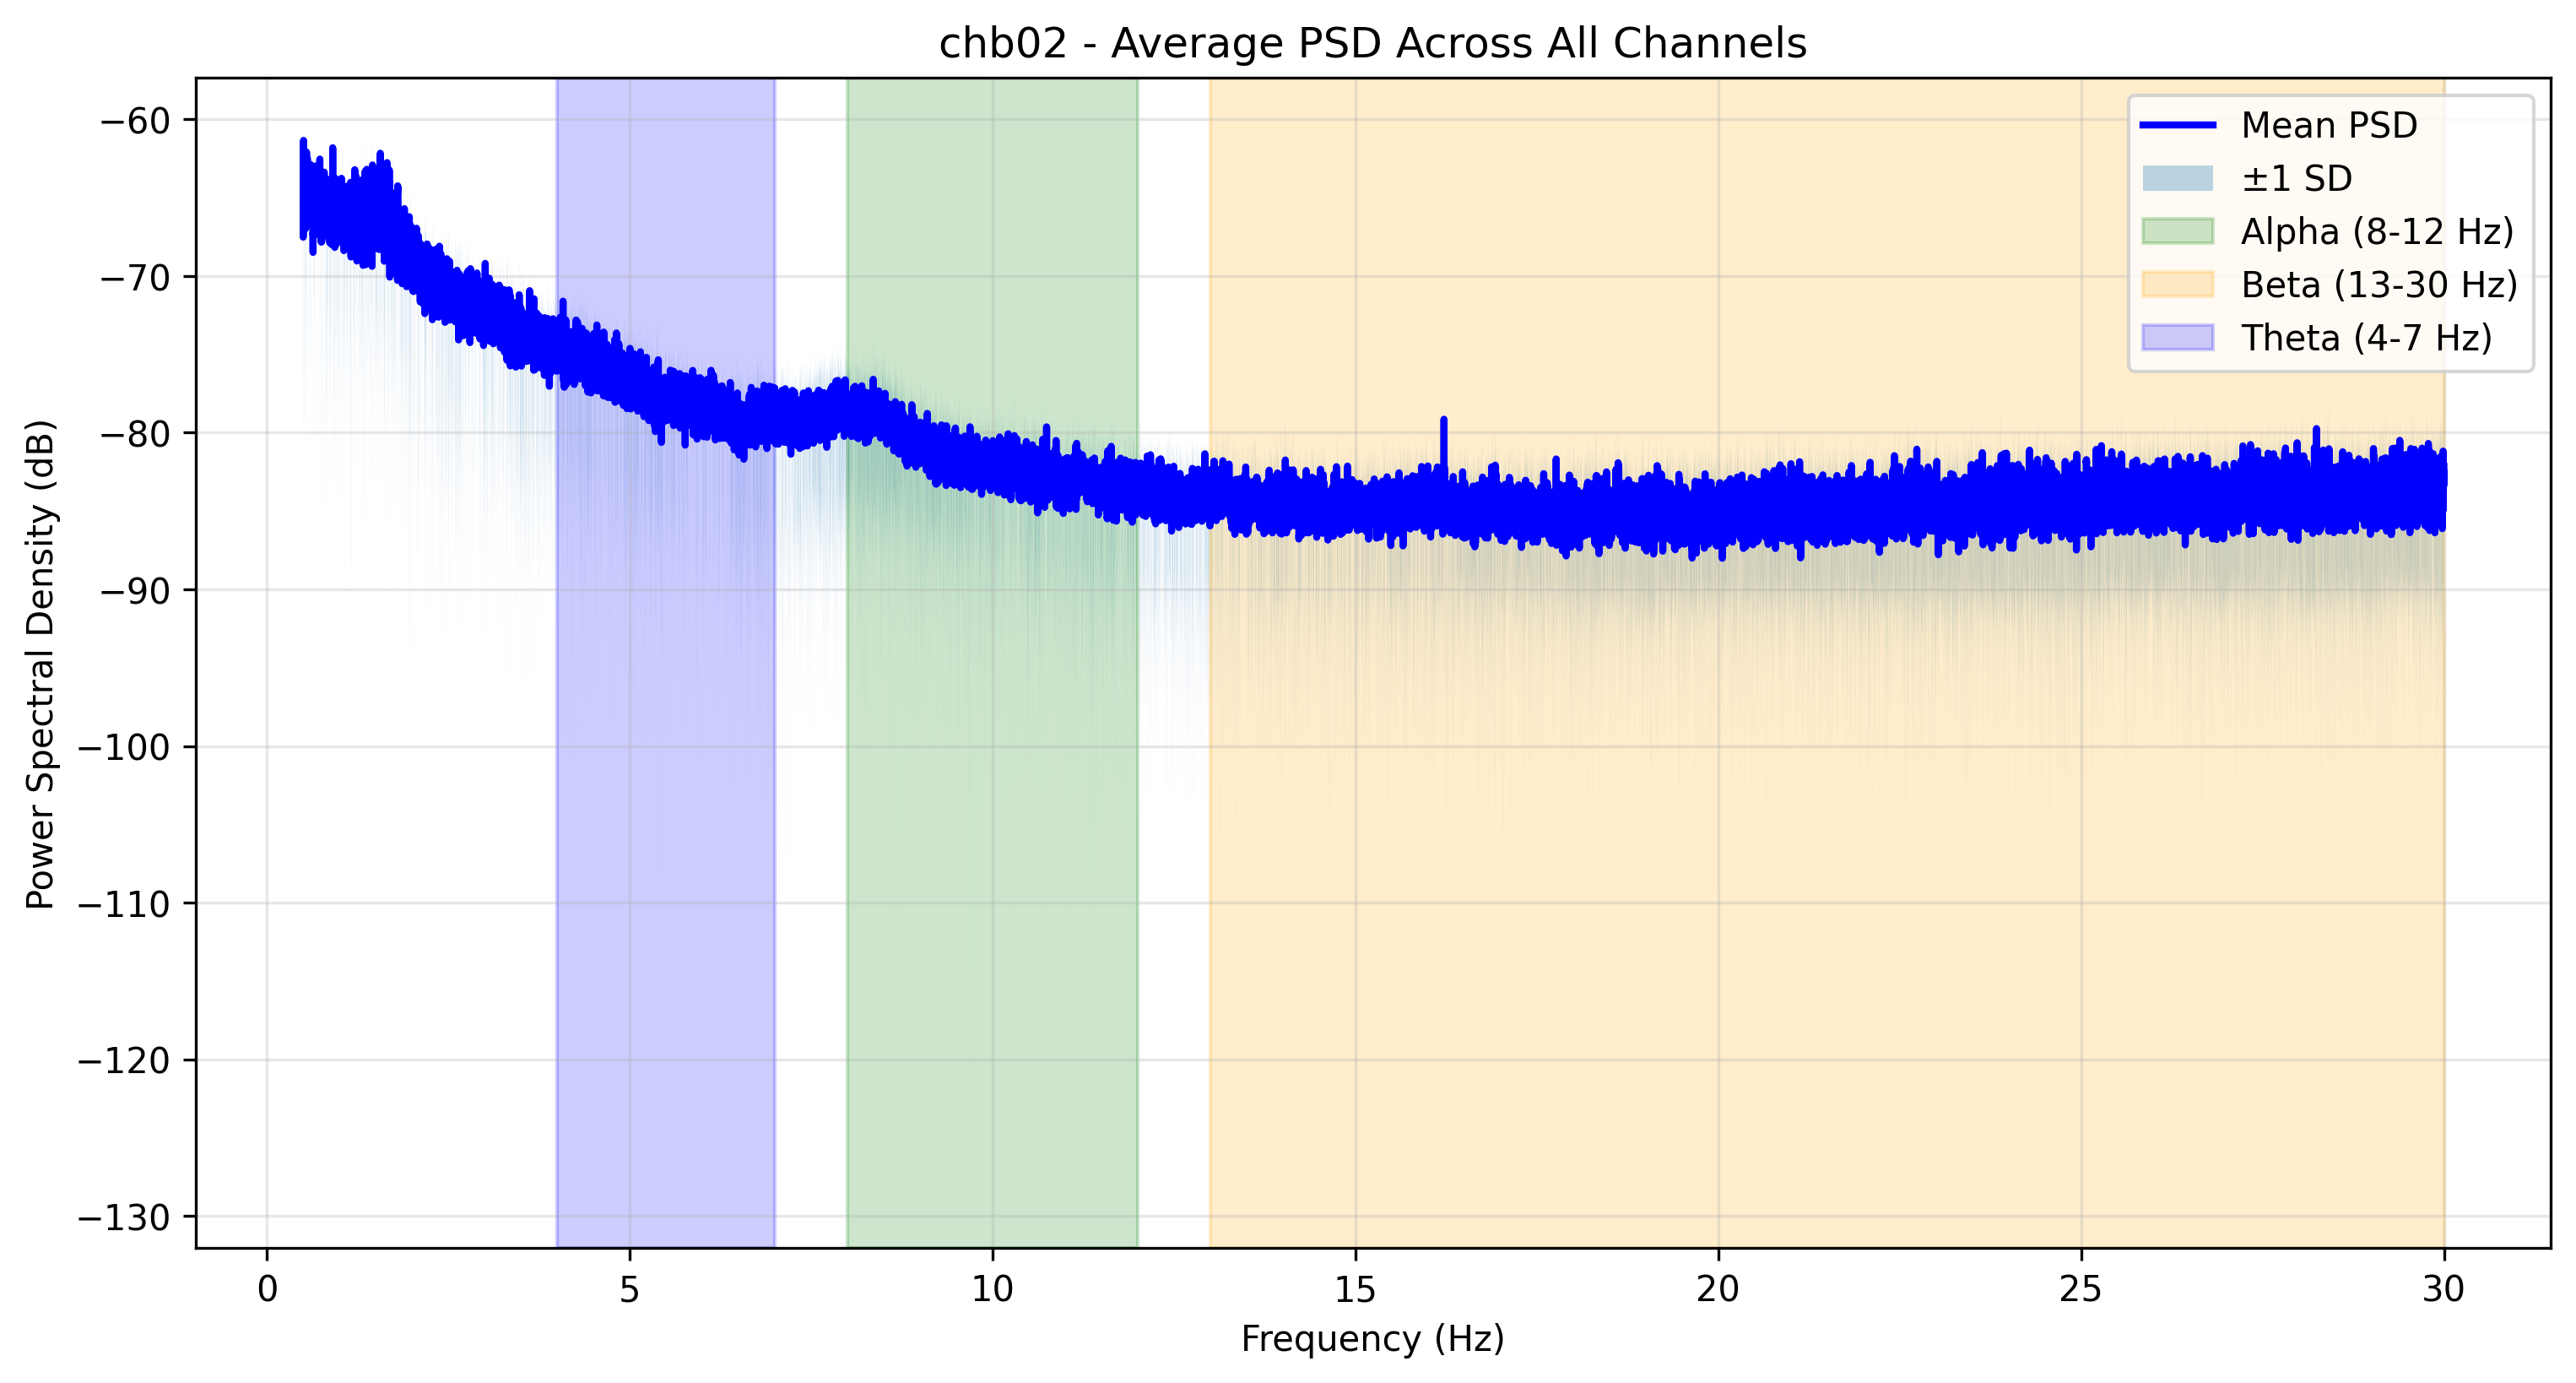 chb02 - Average PSD Across All Channels
Power Spectral Density (dB)
−60
−70
−80
−90
−100
−110
−120
−130
Mean PSD
±1 SD
Alpha (8-12 Hz)
Beta (13-30 Hz)
Theta (4-7 Hz)
0 5 10 15 20 25 30
Frequency (Hz)